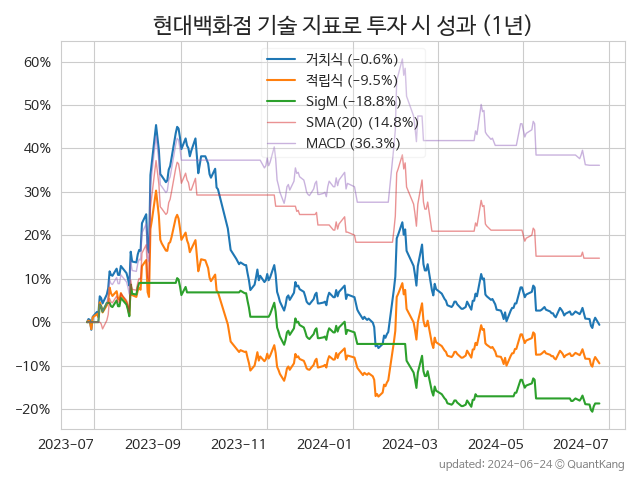 현대백화점 기술 지표로 투자 시 성과 (1년)
거치식 (−0.6%)
적립식 (−9.5%)
SigM (−18.8%)
SMA(20) (14.8%)
MACD (36.3%)
60%
50%
40%
30%
20%
10%
0%
−10%
−20%
2023-07 2023-09 2023-11 2024-01 2024-03 2024-05 2024-07
updated: 2024-06-24 ⓒ QuantKang